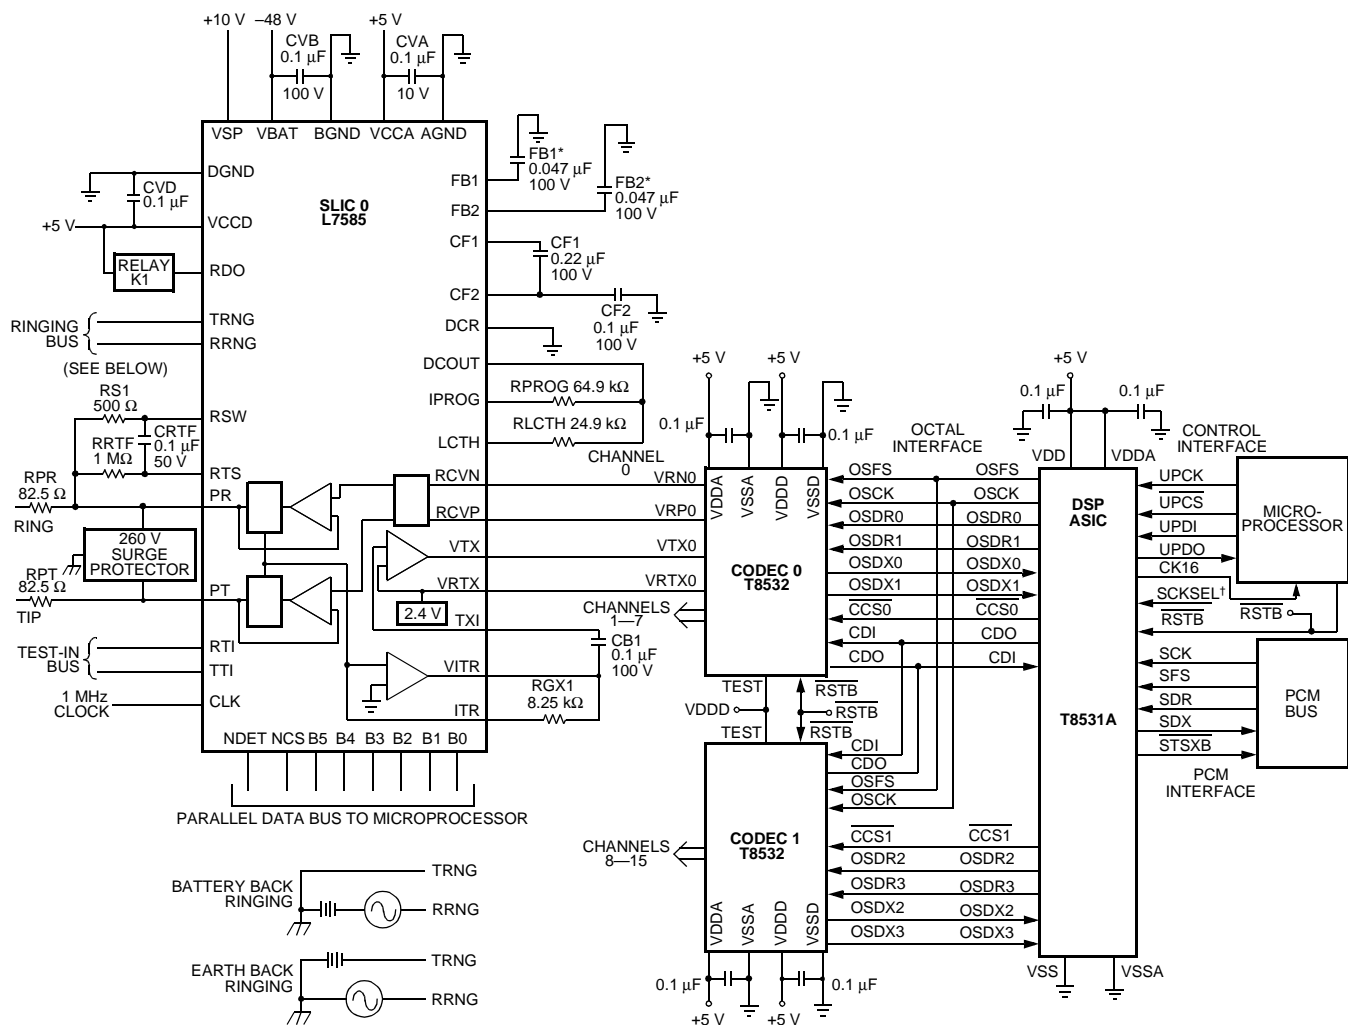 +10 V
–48 V
+5 V
CVB
0.1 µF
100 V
CVA
0.1 µF
10 V
VSP
VBAT
BGND
VCCA
AGND
SLIC 0
L7585
DGND
CVD
0.1 µF
+5 V
VCCD
RELAY
K1
RDO
RINGING
BUS
TRNG
RRNG
(SEE BELOW)
RS1
500 Ω
RSW
RRTF
1 MΩ
CRTF
0.1 µF
50 V
RTS
RPR
82.5 Ω
RING
PR
260 V
SURGE
PROTECTOR
RPT
82.5 Ω
TIP
PT
TEST-IN
BUS
RTI
TTI
1 MHz
CLOCK
CLK
FB1
FB1*
0.047 µF
100 V
FB2
FB2*
0.047 µF
100 V
CF1
CF1
0.22 µF
100 V
CF2
CF2
0.1 µF
100 V
DCR
DCOUT
IPROG
RPROG 64.9 kΩ
LCTH
RLCTH 24.9 kΩ
CHANNEL
0
RCVN
VRN0
RCVP
VRP0
VTX
VTX0
VRTX
VRTX0
2.4 V
TXI
CB1
0.1 µF
100 V
VITR
RGX1
8.25 kΩ
ITR
NDET
NCS
B5
B4
B3
B2
B1
B0
PARALLEL DATA BUS TO MICROPROCESSOR
BATTERY BACK
RINGING
TRNG
RRNG
EARTH BACK
RINGING
TRNG
RRNG
+5 V
+5 V
0.1 µF
0.1 µF
VDDA
VSSA
VDDD
VSSD
CODEC 0
T8532
CHANNELS
1—7
TEST
RSTB
VDDD
RSTB
TEST
RSTB
CODEC 1
T8532
CHANNELS
8—15
VDDA
VSSA
VDDD
VSSD
0.1 µF
0.1 µF
+5 V
+5 V
OCTAL
INTERFACE
OSFS
OSFS
OSCK
OSCK
OSDR0
OSDR0
OSDR1
OSDR1
OSDX0
OSDX0
OSDX1
OSDX1
CCS0
CCS0
CDI
CDO
CDO
CDI
CDI
CDO
OSFS
OSCK
CCS1
CCS1
OSDR2
OSDR2
OSDR3
OSDR3
OSDX2
OSDX2
OSDX3
OSDX3
+5 V
0.1 µF
0.1 µF
VDD
VDDA
DSP
ASIC
T8531A
VSS
VSSA
CONTROL
INTERFACE
UPCK
UPCS
UPDI
UPDO
CK16
SCKSEL†
RSTB
RSTB
MICRO-
PROCESSOR
SCK
SFS
SDR
SDX
STSXB
PCM
BUS
PCM
INTERFACE